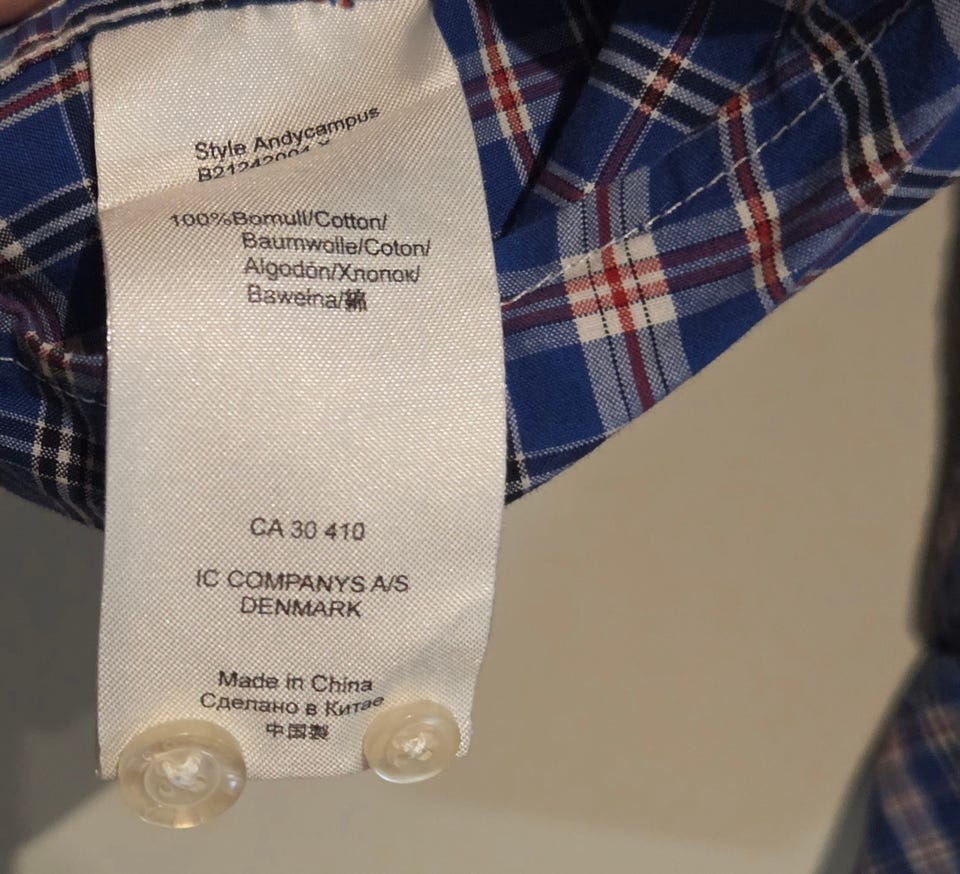 Style Andycampus
100%Bomull/Cotton/
Baumwolle/Coton/
Algodón/Хлопок/
Bawełna/綿
CA 30 410
IC COMPANYS A/S
DENMARK
Made in China
Сделано в Китае
中国製